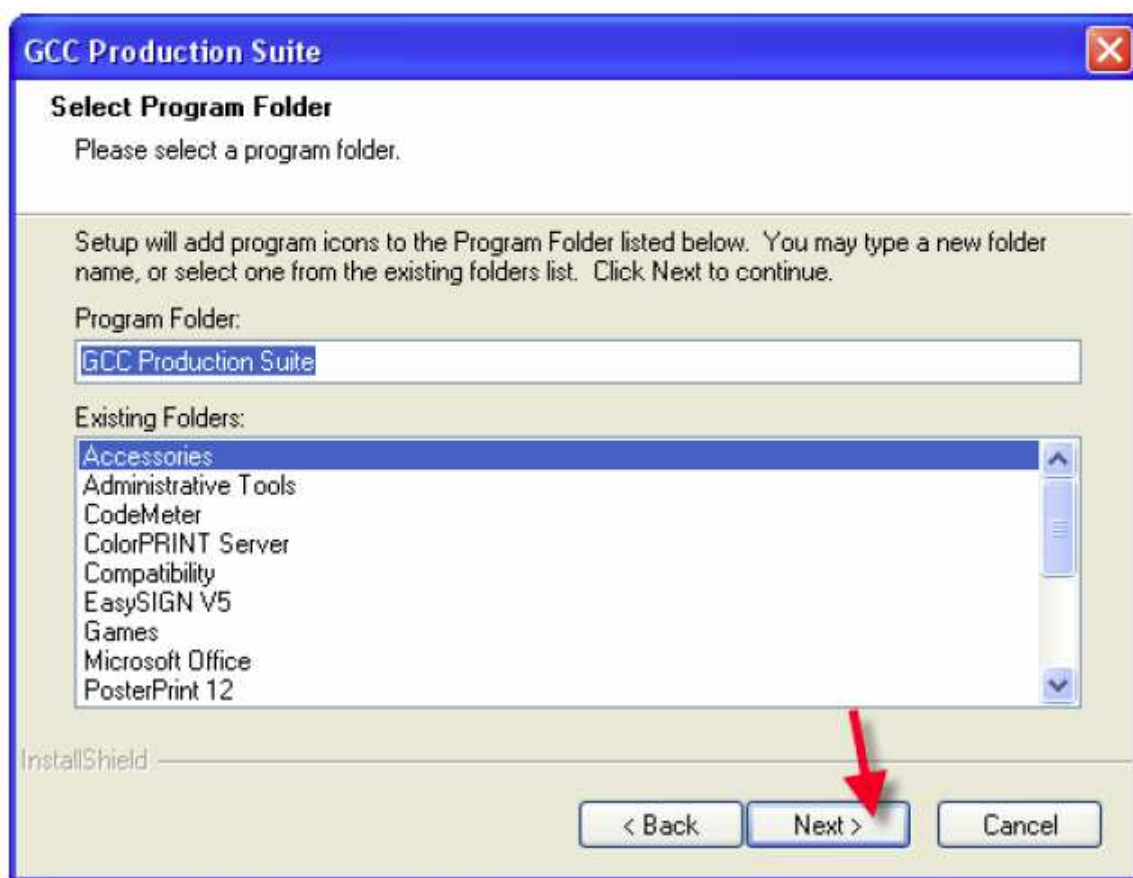 GCC Production Suite
Select Program Folder
Please select a program folder.
Setup will add program icons to the Program Folder listed below. You may type a new folder
name, or select one from the existing folders list. Click Next to continue.
Program Folder:
GCC Production Suite
Existing Folders:
Accessories
Administrative Tools
CodeMeter
ColorPRINT Server
Compatibility
EasySIGN V5
Games
Microsoft Office
PosterPrint 12
InstallShield
< Back
Next >
Cancel